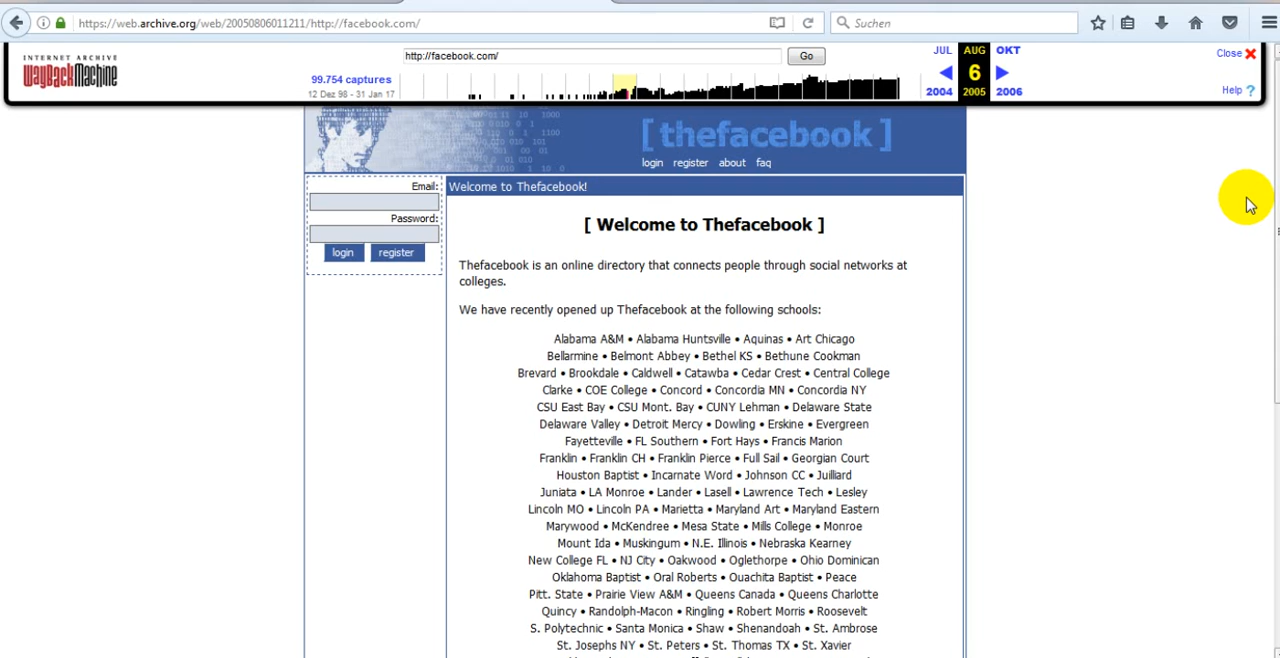 https://web.archive.org/web/20050806011211/http://facebook.com/
Suchen
INTERNET ARCHIVE
WayBackMachine
http://facebook.com/
Go
99.754 captures
12 Dez 98 - 31 Jan 17
JUL AUG OKT
6
2004 2005 2006
Close
Help ?
[ thefacebook ]
login register about faq
Email:
Password:
login register
Welcome to Thefacebook!
[ Welcome to Thefacebook ]
Thefacebook is an online directory that connects people through social networks at
colleges.
We have recently opened up Thefacebook at the following schools:
Alabama A&M • Alabama Huntsville • Aquinas • Art Chicago
Bellarmine • Belmont Abbey • Bethel KS • Bethune Cookman
Brevard • Brookdale • Caldwell • Catawba • Cedar Crest • Central College
Clarke • COE College • Concord • Concordia MN • Concordia NY
CSU East Bay • CSU Mont. Bay • CUNY Lehman • Delaware State
Delaware Valley • Detroit Mercy • Dowling • Erskine • Evergreen
Fayetteville • FL Southern • Fort Hays • Francis Marion
Franklin • Franklin CH • Franklin Pierce • Full Sail • Georgian Court
Houston Baptist • Incarnate Word • Johnson CC • Juilliard
Juniata • LA Monroe • Lander • Lasell • Lawrence Tech • Lesley
Lincoln MO • Lincoln PA • Marietta • Maryland Art • Maryland Eastern
Marywood • McKendree • Mesa State • Mills College • Monroe
Mount Ida • Muskingum • N.E. Illinois • Nebraska Kearney
New College FL • NJ City • Oakwood • Oglethorpe • Ohio Dominican
Oklahoma Baptist • Oral Roberts • Ouachita Baptist • Peace
Pitt. State • Prairie View A&M • Queens Canada • Queens Charlotte
Quincy • Randolph-Macon • Ringling • Robert Morris • Roosevelt
S. Polytechnic • Santa Monica • Shaw • Shenandoah • St. Ambrose
St. Josephs NY • St. Peters • St. Thomas TX • St. Xavier